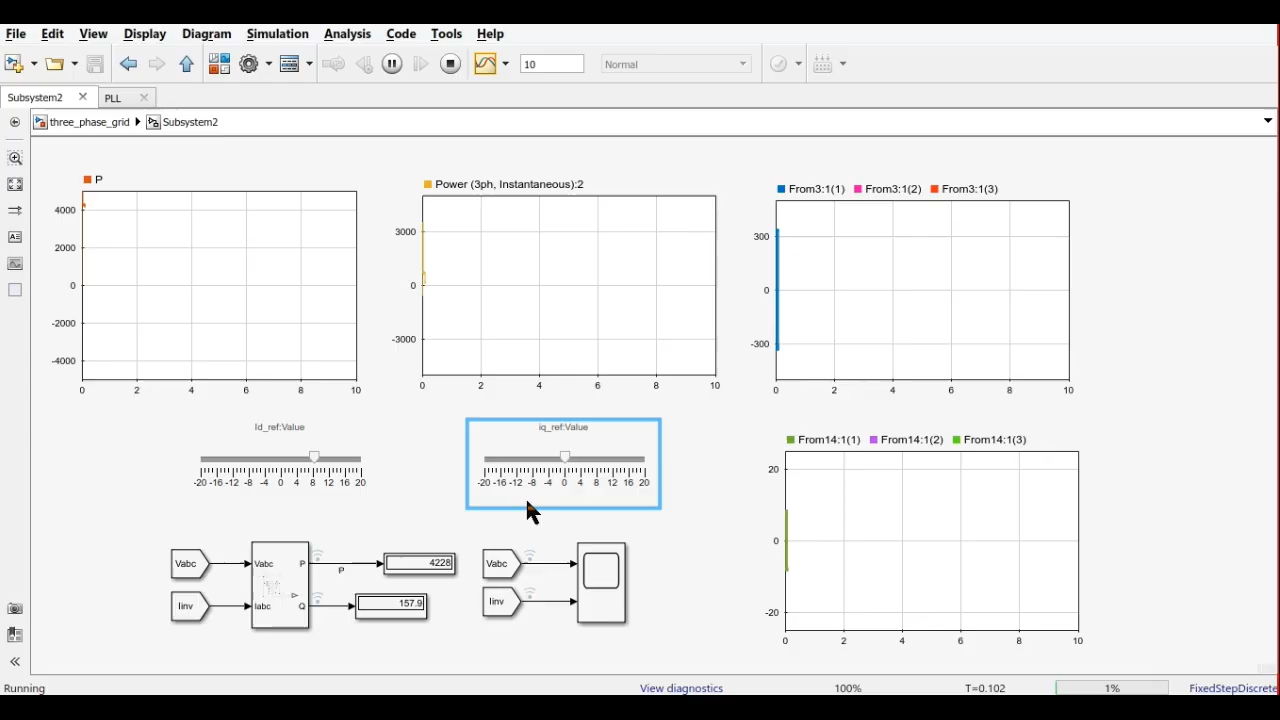 File Edit View Display Diagram Simulation Analysis Code Tools Help
10 Normal
Subsystem2 PLL
three_phase_grid Subsystem2
P
4000
2000
0
-2000
-4000
0 2 4 6 8 10
Power (3ph, Instantaneous):2
3000
0
-3000
0 2 4 6 8 10
From3:1(1) From3:1(2) From3:1(3)
300
0
-300
0 2 4 6 8 10
Id_ref:Value
-20 -16 -12 -8 -4 0 4 8 12 16 20
iq_ref:Value
-20 -16 -12 -8 -4 0 4 8 12 16 20
From14:1(1) From14:1(2) From14:1(3)
20
0
-20
0 2 4 6 8 10
Vabc Vabc P P 4228
Iinv Iabc Q 157.9
Vabc
Iinv
Running View diagnostics 100% T=0.102 1% FixedStepDiscrete